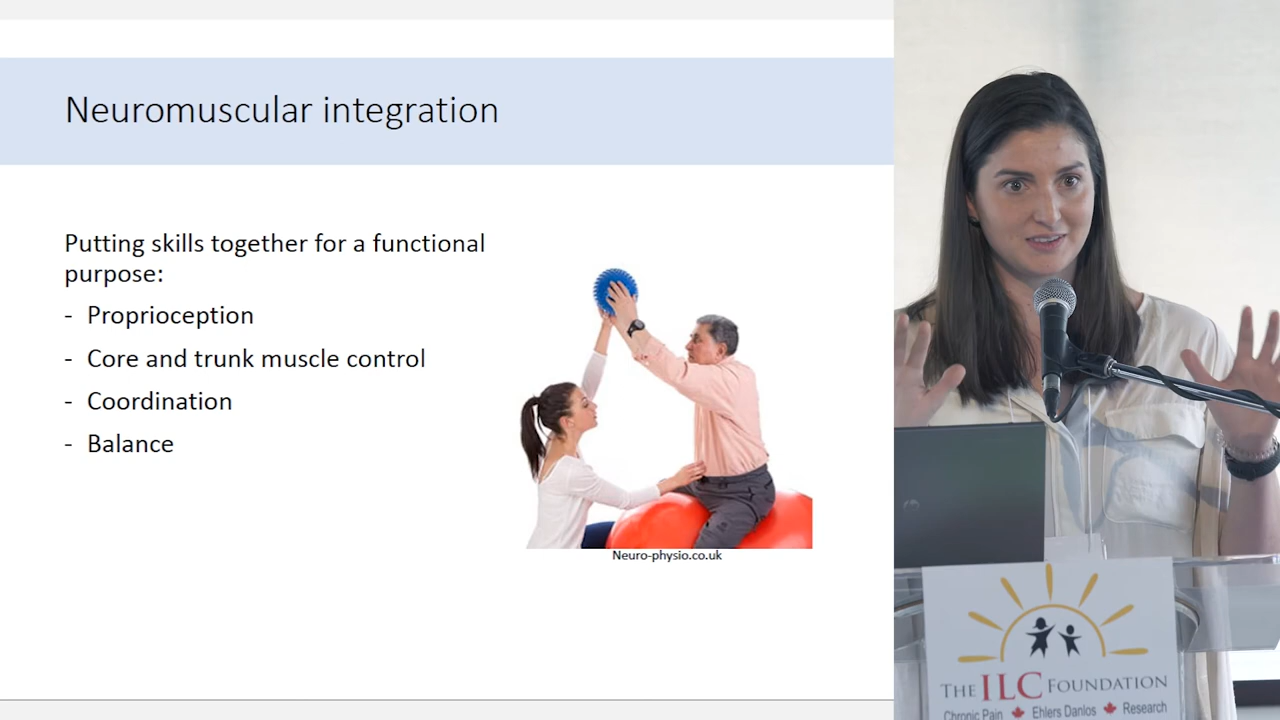 Neuromuscular integration
Putting skills together for a functional
purpose:
- Proprioception
- Core and trunk muscle control
- Coordination
- Balance
Neuro-physio.co.uk
THE ILC FOUNDATION
Chronic Pain Ehlers Danlos Research